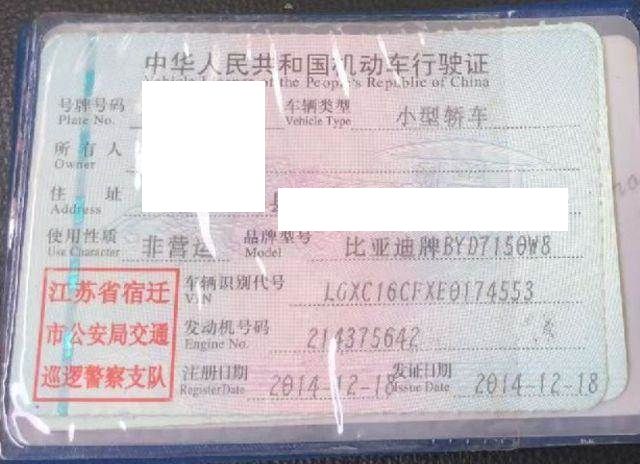 中华人民共和国机动车行驶证
of the People's Republic of China
号牌号码 车辆类型 小型轿车
Plate No. Vehicle Type
所有人
Owner
住址
Address
使用性质 非营运 品牌型号 比亚迪牌BYD7150W8
Use Character Model
江苏省宿迁 车辆识别代号 LGXC16CFXE0174553
VIN
市公安局交通 发动机号码 214375642
Engine No.
巡逻警察支队 注册日期 2014-12-18 发证日期 2014-12-18
Register Date Issue Date